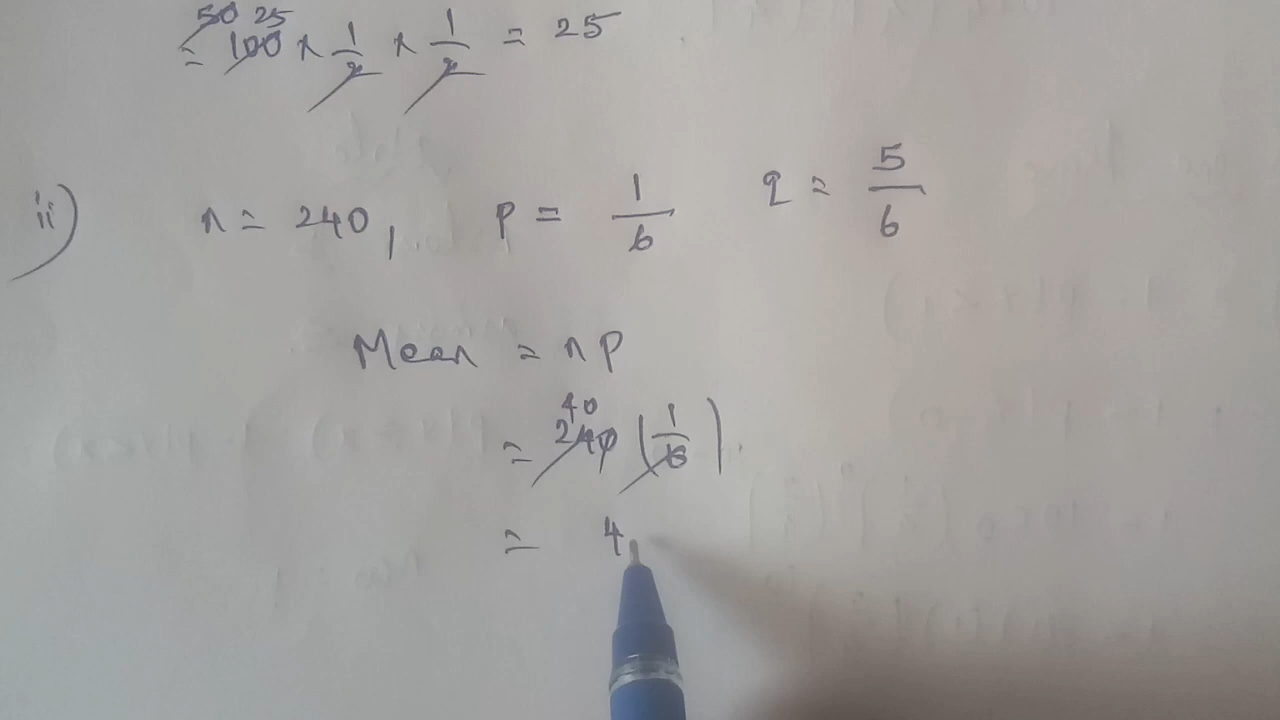 50 25
= 100 × 1/2 × 1/2 = 25
ii) n = 240, p = 1/6 q = 5/6
Mean = np
40
= 240 (1/6)
= 4